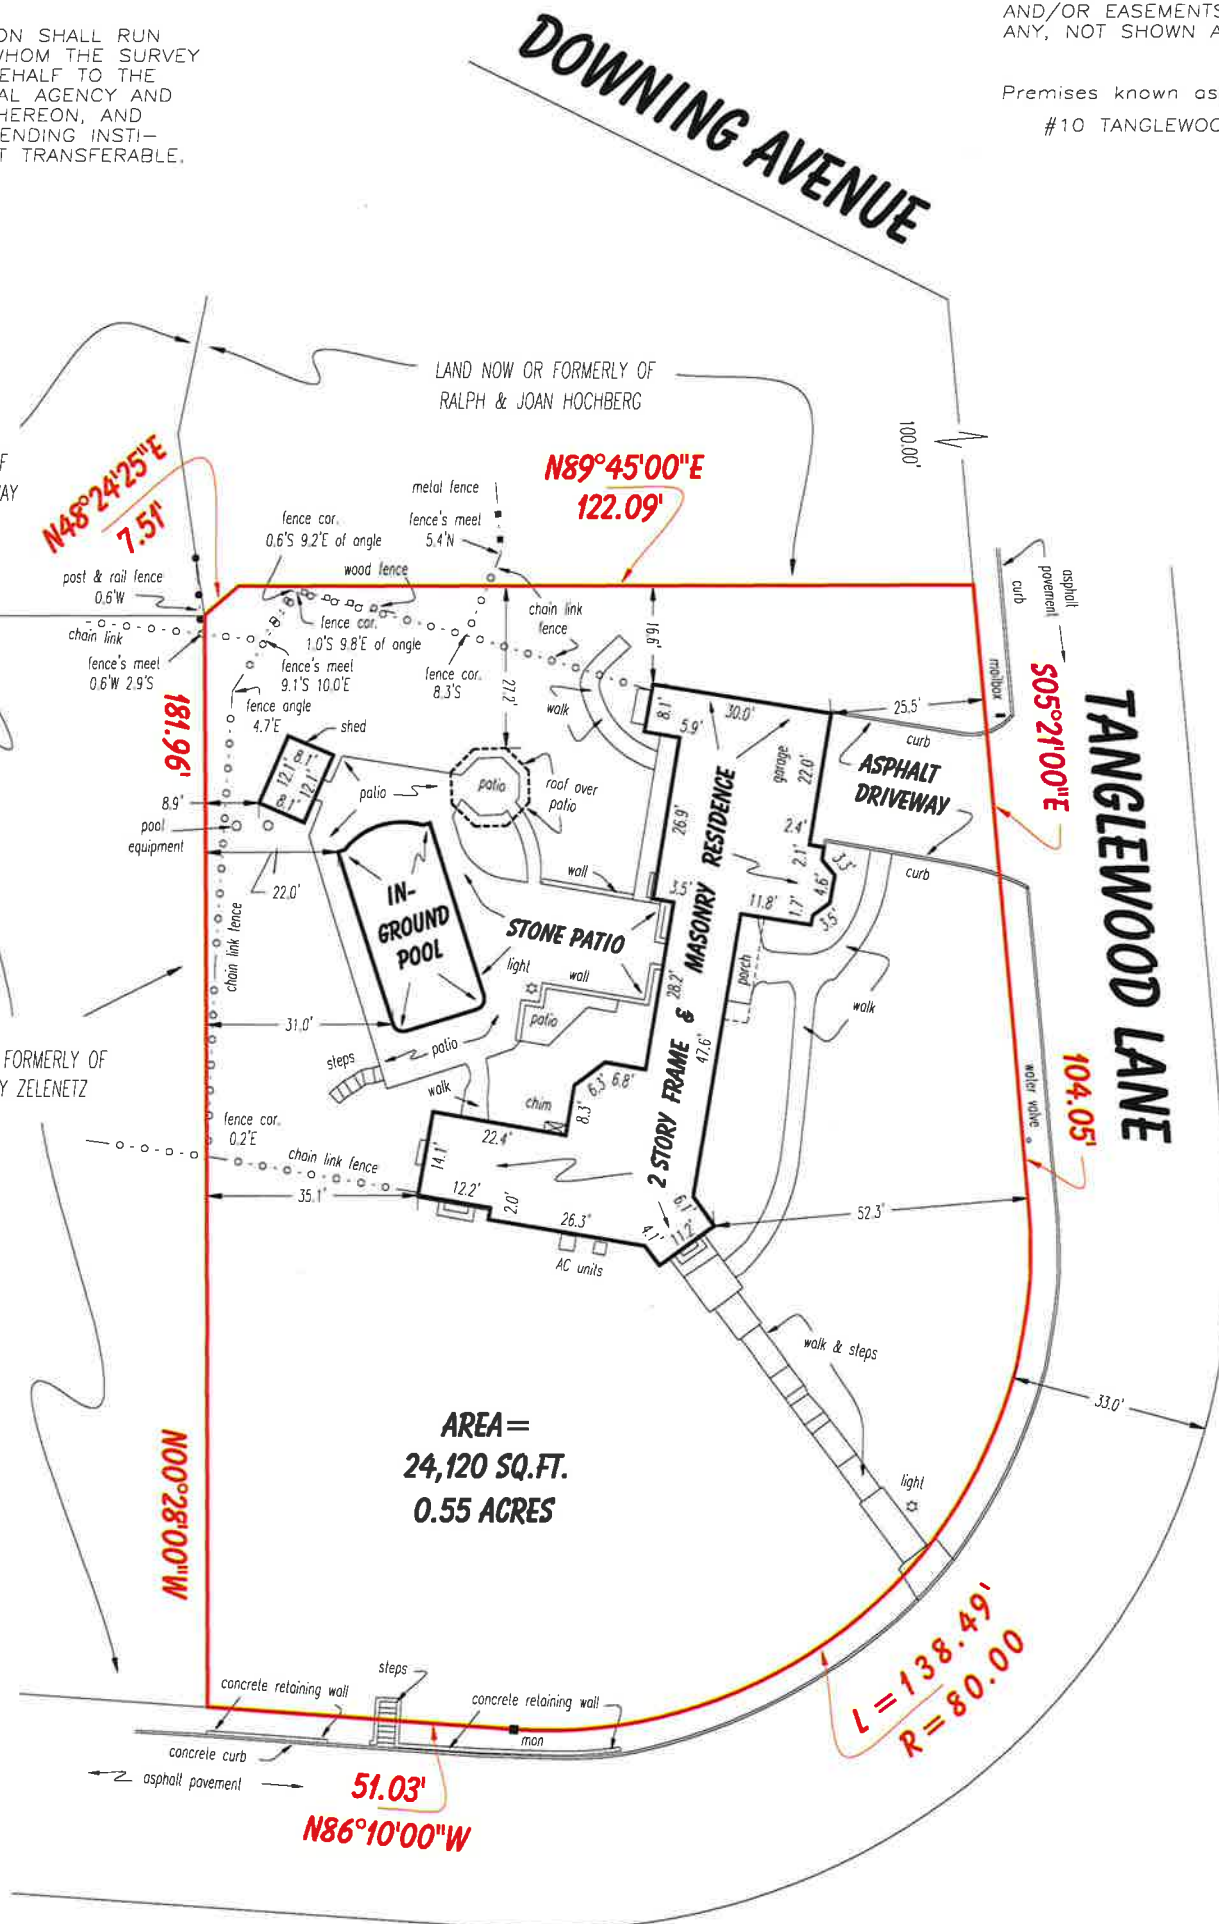 ON SHALL RUN
WHOM THE SURVEY
EHALF TO THE
AL AGENCY AND
HEREON, AND
ENDING INSTI-
T TRANSFERABLE.
AND/OR EASEMENTS
ANY, NOT SHOWN A
Premises known as
#10 TANGLEWOO
DOWNING AVENUE
LAND NOW OR FORMERLY OF
RALPH & JOAN HOCHBERG
100.00'
F
WAY
N48°24'25"E
7.51'
N89°45'00"E
122.09'
metal fence
fence's meet
5.4'N
fence cor.
0.6'S 9.2'E of angle
wood fence
post & rail fence
0.6'W
chain link
fence's meet
0.6'W 2.9'S
fence cor.
1.0'S 9.8'E of angle
fence's meet
9.1'S 10.0'E
fence angle
4.7'E
fence cor.
8.3'S
chain link
fence
27.2'
16.6'
walk
asphalt
pavement
curb
mailbox
S05°21'00"E
TANGLEWOOD LANE
181.96'
shed
8.1'
12.1'
12.1'
8.1'
8.9'
pool
equipment
22.0'
patio
patio
roof over
patio
8.1'
5.9'
30.0'
25.5'
curb
garage
22.0'
ASPHALT
DRIVEWAY
curb
26.9'
2.4'
2.1'
3.3'
4.6'
1.7'
3.5'
11.8'
3.5'
wall
IN-
GROUND
POOL
STONE PATIO
light
wall
patio
2 STORY FRAME & MASONRY RESIDENCE
28.2'
47.6'
porch
walk
chain link fence
31.0'
steps
patio
walk
FORMERLY OF
Y ZELENETZ
104.05'
water valve
chim
6.3'
6.8'
8.3'
fence cor.
0.2'E
chain link fence
35.1'
22.4'
14.1'
12.2'
2.0'
26.3'
AC units
6.1'
4.1'
11.2'
52.3'
walk & steps
33.0'
light
AREA=
24,120 SQ.FT.
0.55 ACRES
N00°28'00"W
L=138.49'
R=80.00
steps
concrete retaining wall
concrete retaining wall
mon
concrete curb
asphalt pavement
51.03'
N86°10'00"W